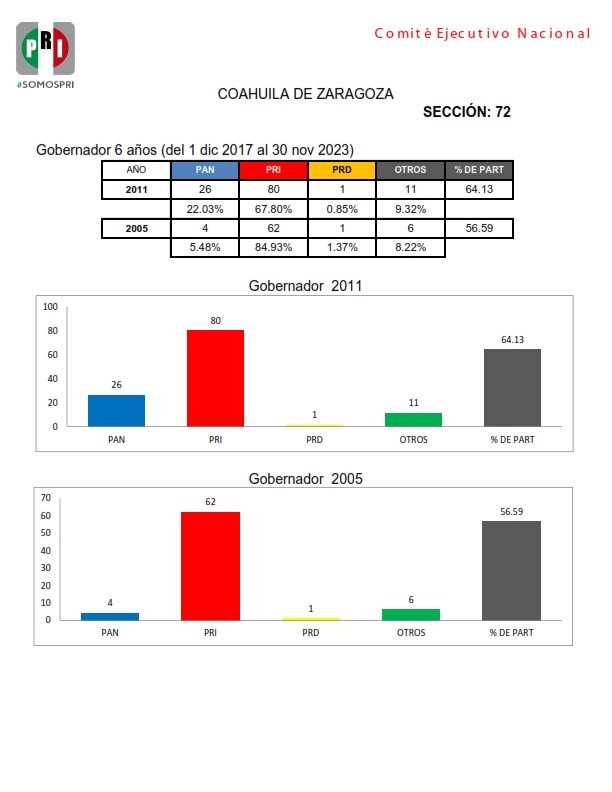 Comité Ejecutivo Nacional
PRI
#SOMOSPRI
COAHUILA DE ZARAGOZA
SECCIÓN: 72
Gobernador 6 años (del 1 dic 2017 al 30 nov 2023)
AÑO PAN PRI PRD OTROS % DE PART
2011 26 80 1 11 64.13
22.03% 67.80% 0.85% 9.32%
2005 4 62 1 6 56.59
5.48% 84.93% 1.37% 8.22%
Gobernador 2011
100
80
60
40
20
0
26 80 1 11 64.13
PAN PRI PRD OTROS % DE PART
Gobernador 2005
70
60
50
40
30
20
10
0
4 62 1 6 56.59
PAN PRI PRD OTROS % DE PART